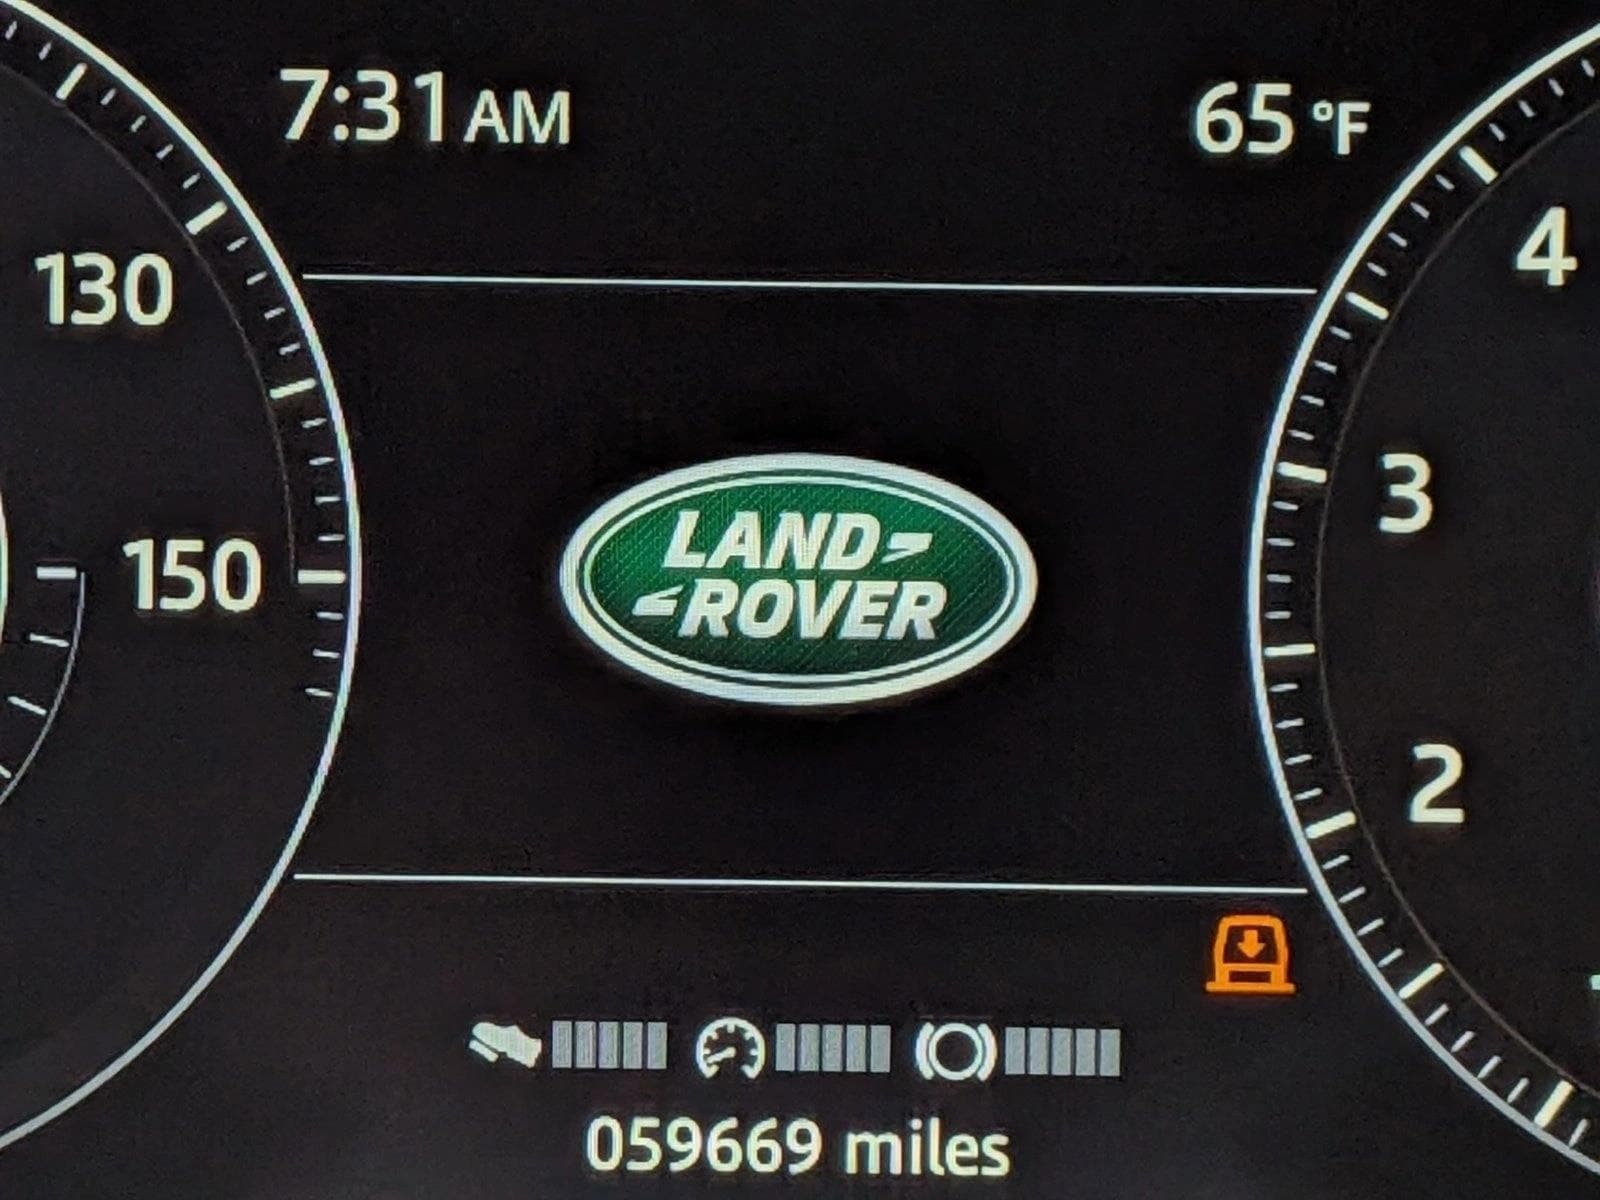 7:31 AM
65 °F
130
150
4
3
2
LAND
ROVER
059669 miles